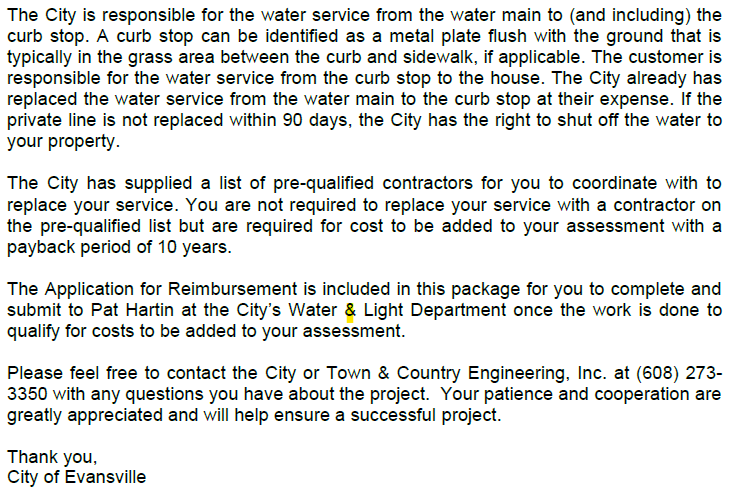 The City is responsible for the water service from the water main to (and including) the
curb stop. A curb stop can be identified as a metal plate flush with the ground that is
typically in the grass area between the curb and sidewalk, if applicable. The customer is
responsible for the water service from the curb stop to the house. The City already has
replaced the water service from the water main to the curb stop at their expense. If the
private line is not replaced within 90 days, the City has the right to shut off the water to
your property.
The City has supplied a list of pre-qualified contractors for you to coordinate with to
replace your service. You are not required to replace your service with a contractor on
the pre-qualified list but are required for cost to be added to your assessment with a
payback period of 10 years.
The Application for Reimbursement is included in this package for you to complete and
submit to Pat Hartin at the City's Water & Light Department once the work is done to
qualify for costs to be added to your assessment.
Please feel free to contact the City or Town & Country Engineering, Inc. at (608) 273-
3350 with any questions you have about the project.  Your patience and cooperation are
greatly appreciated and will help ensure a successful project.
Thank you,
City of Evansville